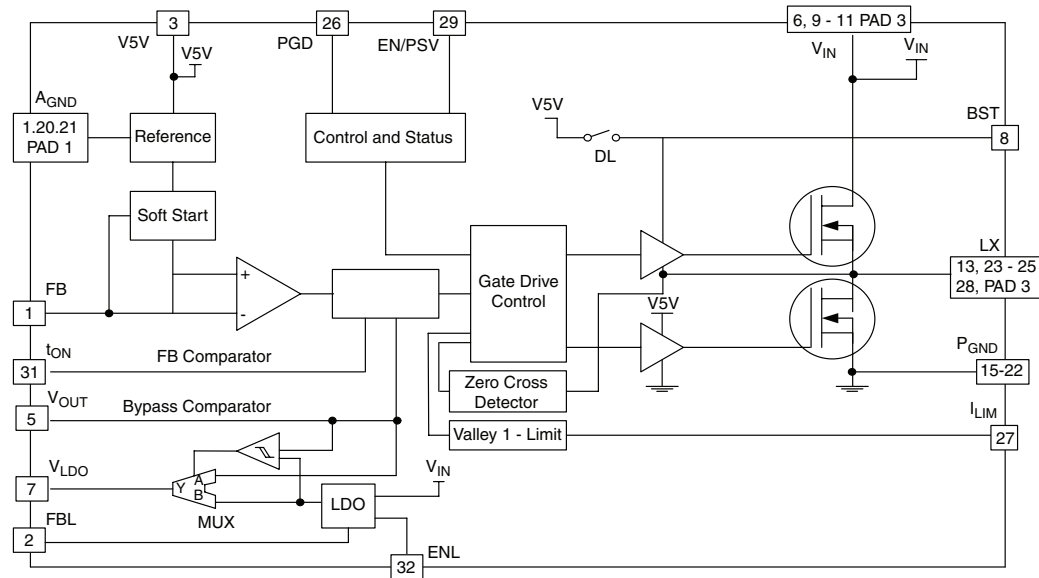 3
26
29
6, 9 - 11 PAD 3
V5V
PGD
EN/PSV
VIN
VIN
V5V
AGND
1.20.21
PAD 1
Reference
Control and Status
V5V
DL
BST
8
Soft Start
+
-
Gate Drive
Control
LX
13, 23 - 25
28, PAD 3
FB
1
V5V
tON
31
FB Comparator
Zero Cross
Detector
PGND
15-22
VOUT
5
Bypass Comparator
Valley 1 - Limit
ILIM
27
VLDO
7
Y
A
B
MUX
LDO
VIN
FBL
2
ENL
32